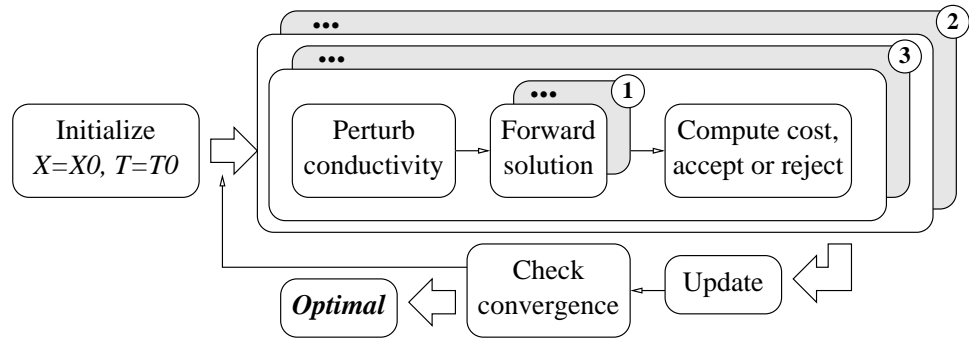 ••• 2
••• 3
••• 1
Initialize
X=X0, T=T0
Perturb
conductivity
Forward
solution
Compute cost,
accept or reject
Check
convergence
Update
Optimal